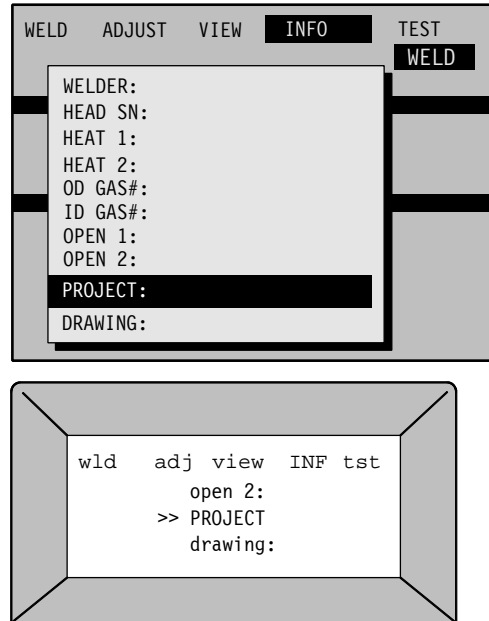 WELD ADJUST VIEW INFO TEST
WELD
WELDER:
HEAD SN:
HEAT 1:
HEAT 2:
OD GAS#:
ID GAS#:
OPEN 1:
OPEN 2:
PROJECT:
DRAWING:
wld adj view INF tst
open 2:
>> PROJECT
drawing: